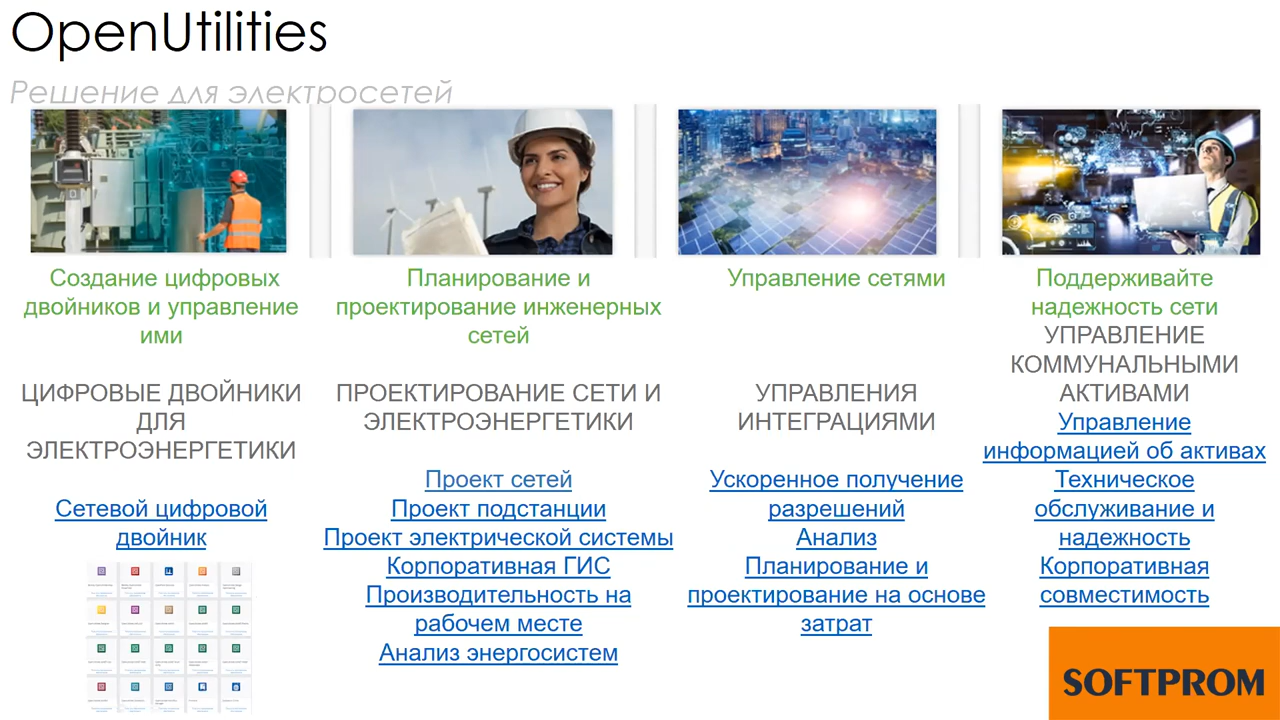 OpenUtilities
Решение для электросетей
Создание цифровых
двойников и управление
ими
ЦИФРОВЫЕ ДВОЙНИКИ
ДЛЯ
ЭЛЕКТРОЭНЕРГЕТИКИ
Сетевой цифровой
двойник
Планирование и
проектирование инженерных
сетей
ПРОЕКТИРОВАНИЕ СЕТИ И
ЭЛЕКТРОЭНЕРГЕТИКИ
Проект сетей
Проект подстанции
Проект электрической системы
Корпоративная ГИС
Производительность на
рабочем месте
Анализ энергосистем
Управление сетями
УПРАВЛЕНИЯ
ИНТЕГРАЦИЯМИ
Ускоренное получение
разрешений
Анализ
Планирование и
проектирование на основе
затрат
Поддерживайте
надежность сети
УПРАВЛЕНИЕ
КОММУНАЛЬНЫМИ
АКТИВАМИ
Управление
информацией об активах
Техническое
обслуживание и
надежность
Корпоративная
совместимость
SOFTPROM